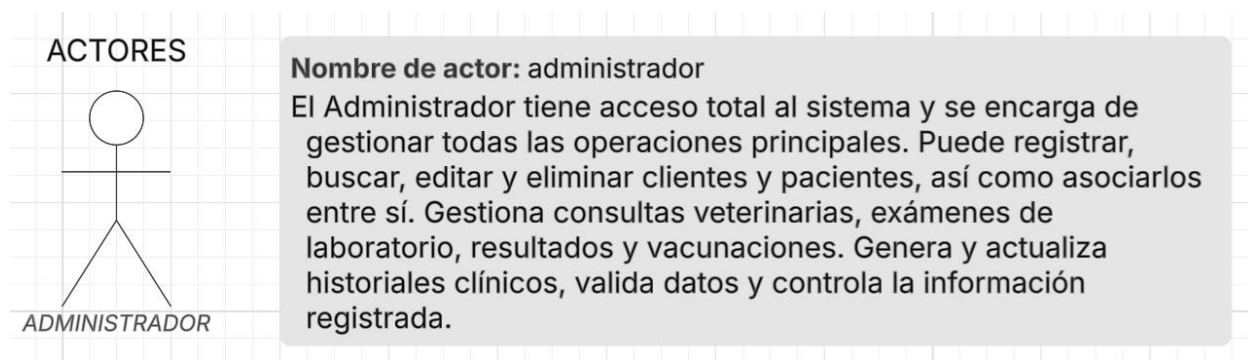 ACTORES
Nombre de actor: administrador
El Administrador tiene acceso total al sistema y se encarga de
gestionar todas las operaciones principales. Puede registrar,
buscar, editar y eliminar clientes y pacientes, así como asociarlos
entre sí. Gestiona consultas veterinarias, exámenes de
laboratorio, resultados y vacunaciones. Genera y actualiza
historiales clínicos, valida datos y controla la información
registrada.
ADMINISTRADOR